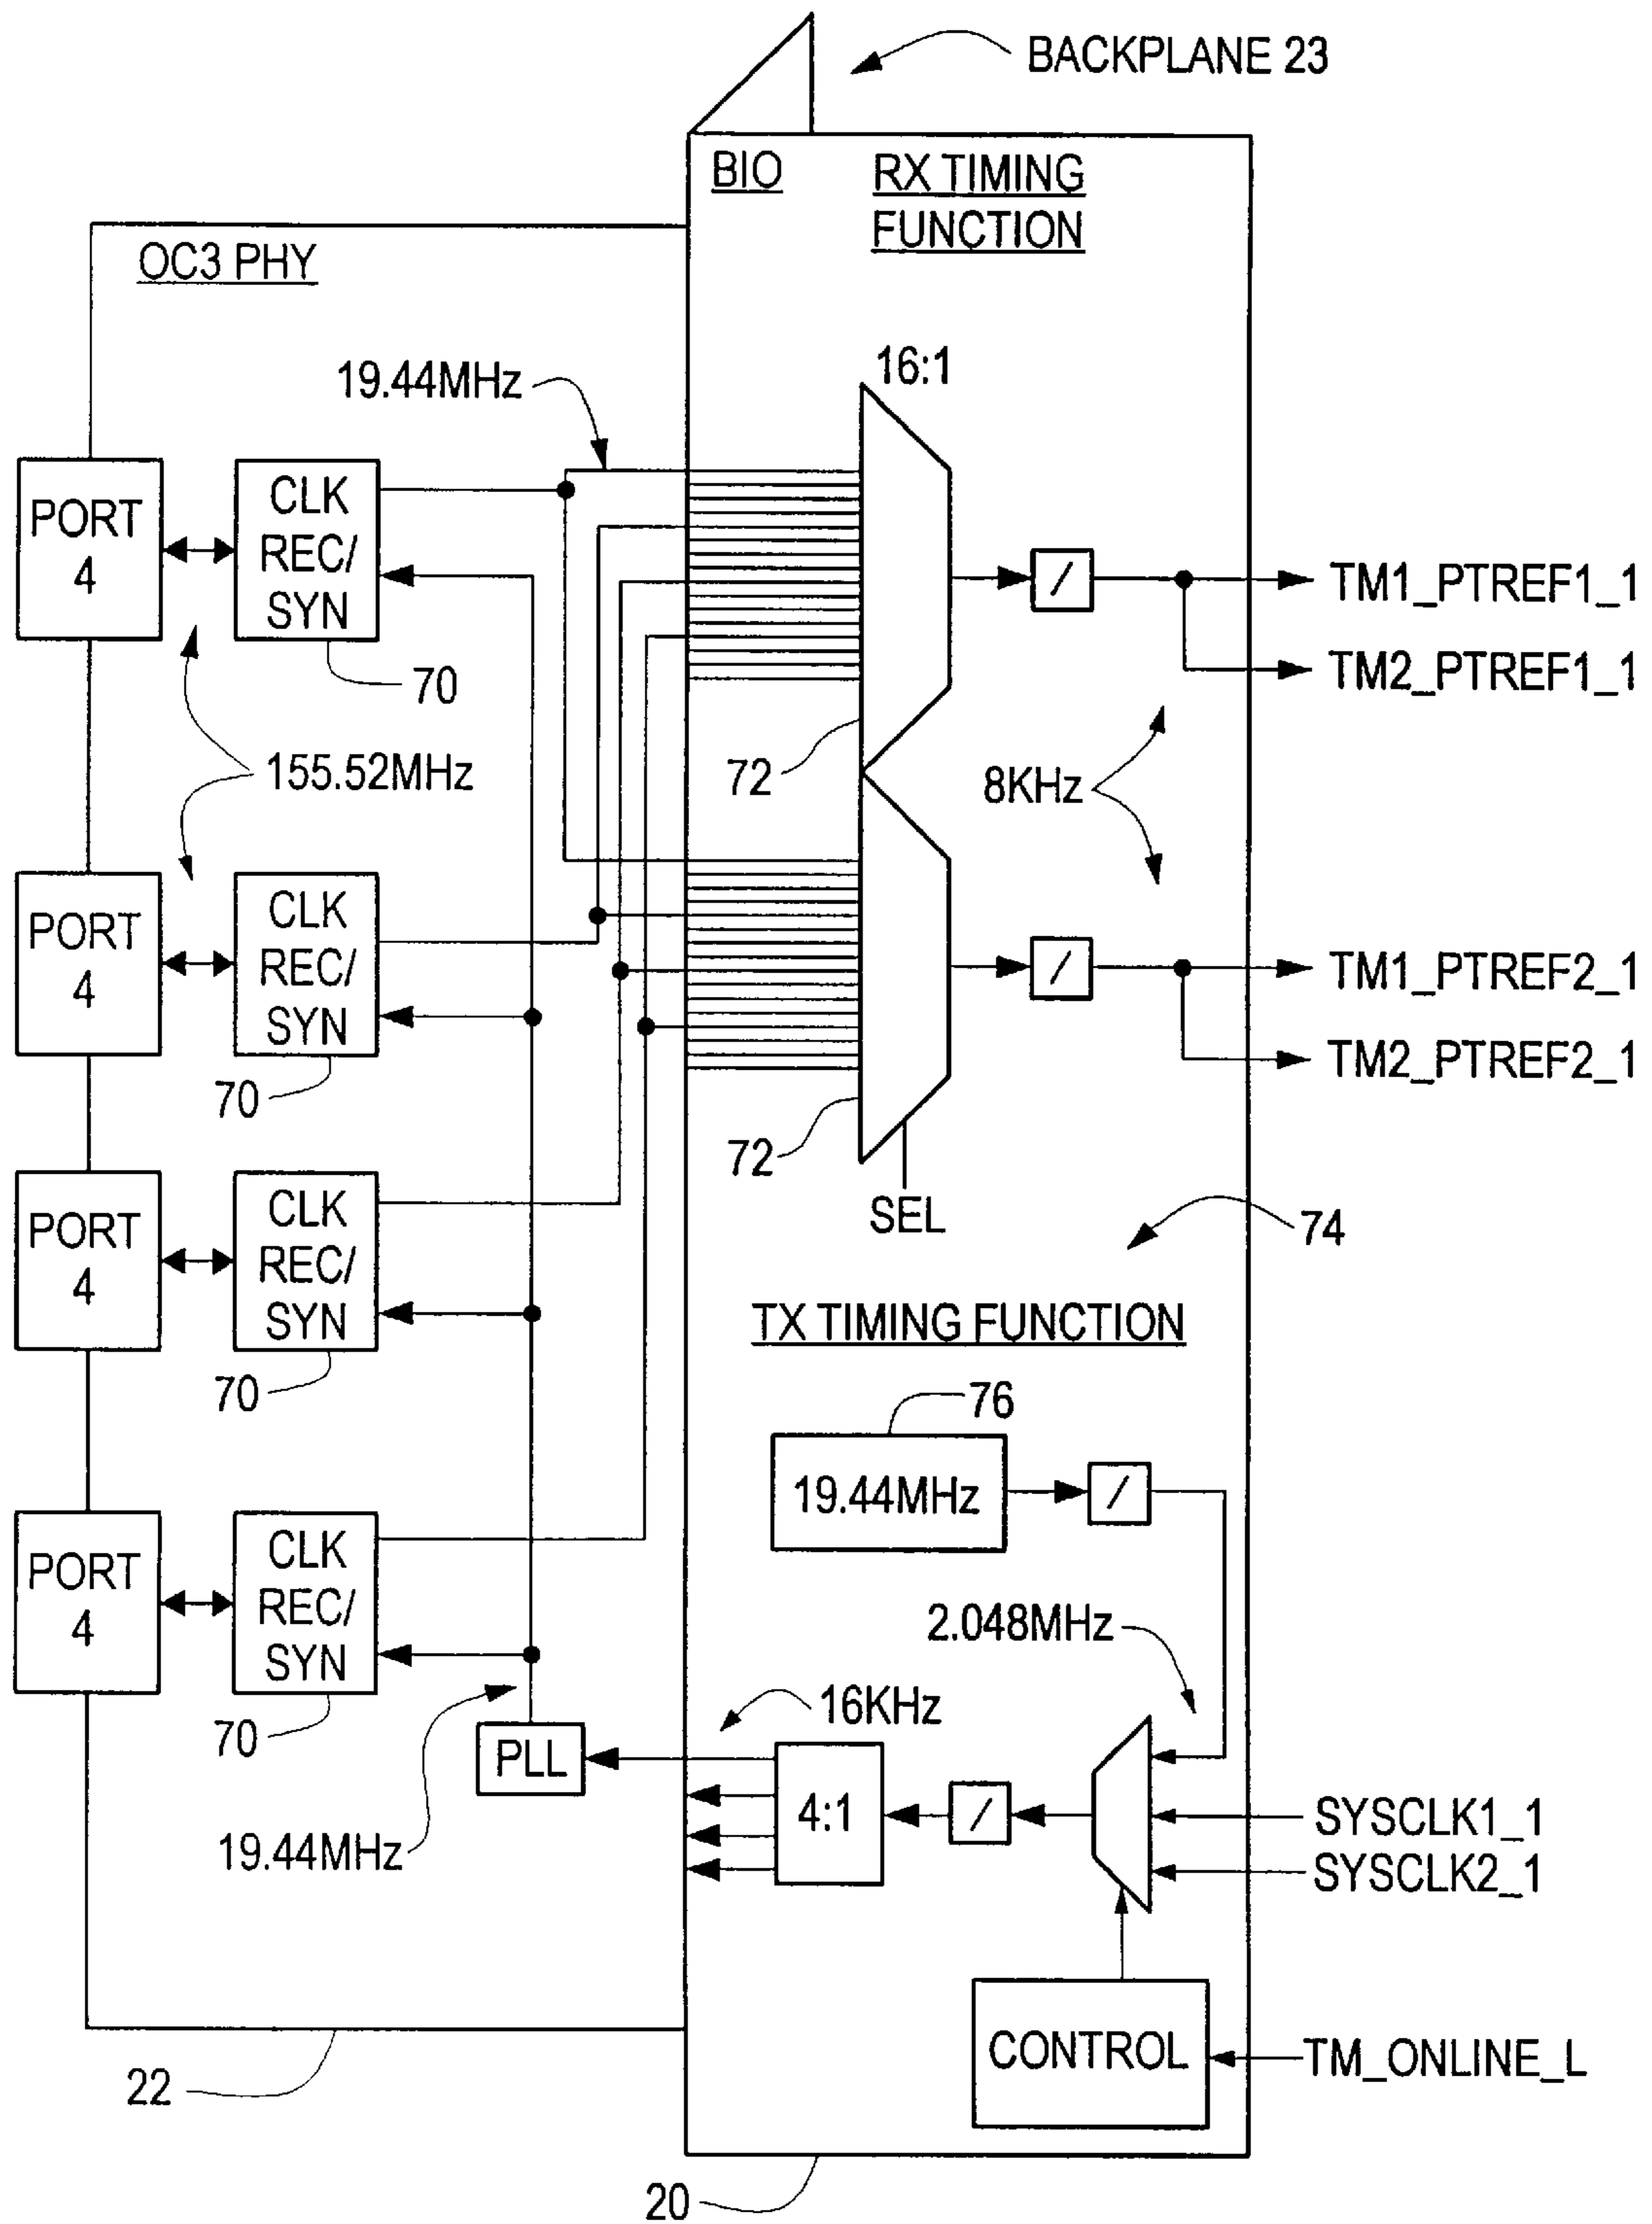 BACKPLANE 23
BIO
RX TIMING
FUNCTION
OC3 PHY
16:1
19.44MHz
PORT
4
CLK
REC/
SYN
70
155.52MHz
72
8KHz
TM1_PTREF1_1
TM2_PTREF1_1
PORT
4
CLK
REC/
SYN
70
TM1_PTREF2_1
TM2_PTREF2_1
72
SEL
74
PORT
4
CLK
REC/
SYN
70
TX TIMING FUNCTION
76
19.44MHz
PORT
4
CLK
REC/
SYN
70
2.048MHz
16KHz
PLL
4:1
19.44MHz
SYSCLK1_1
SYSCLK2_1
CONTROL
TM_ONLINE_L
22
20
/
/
/
/